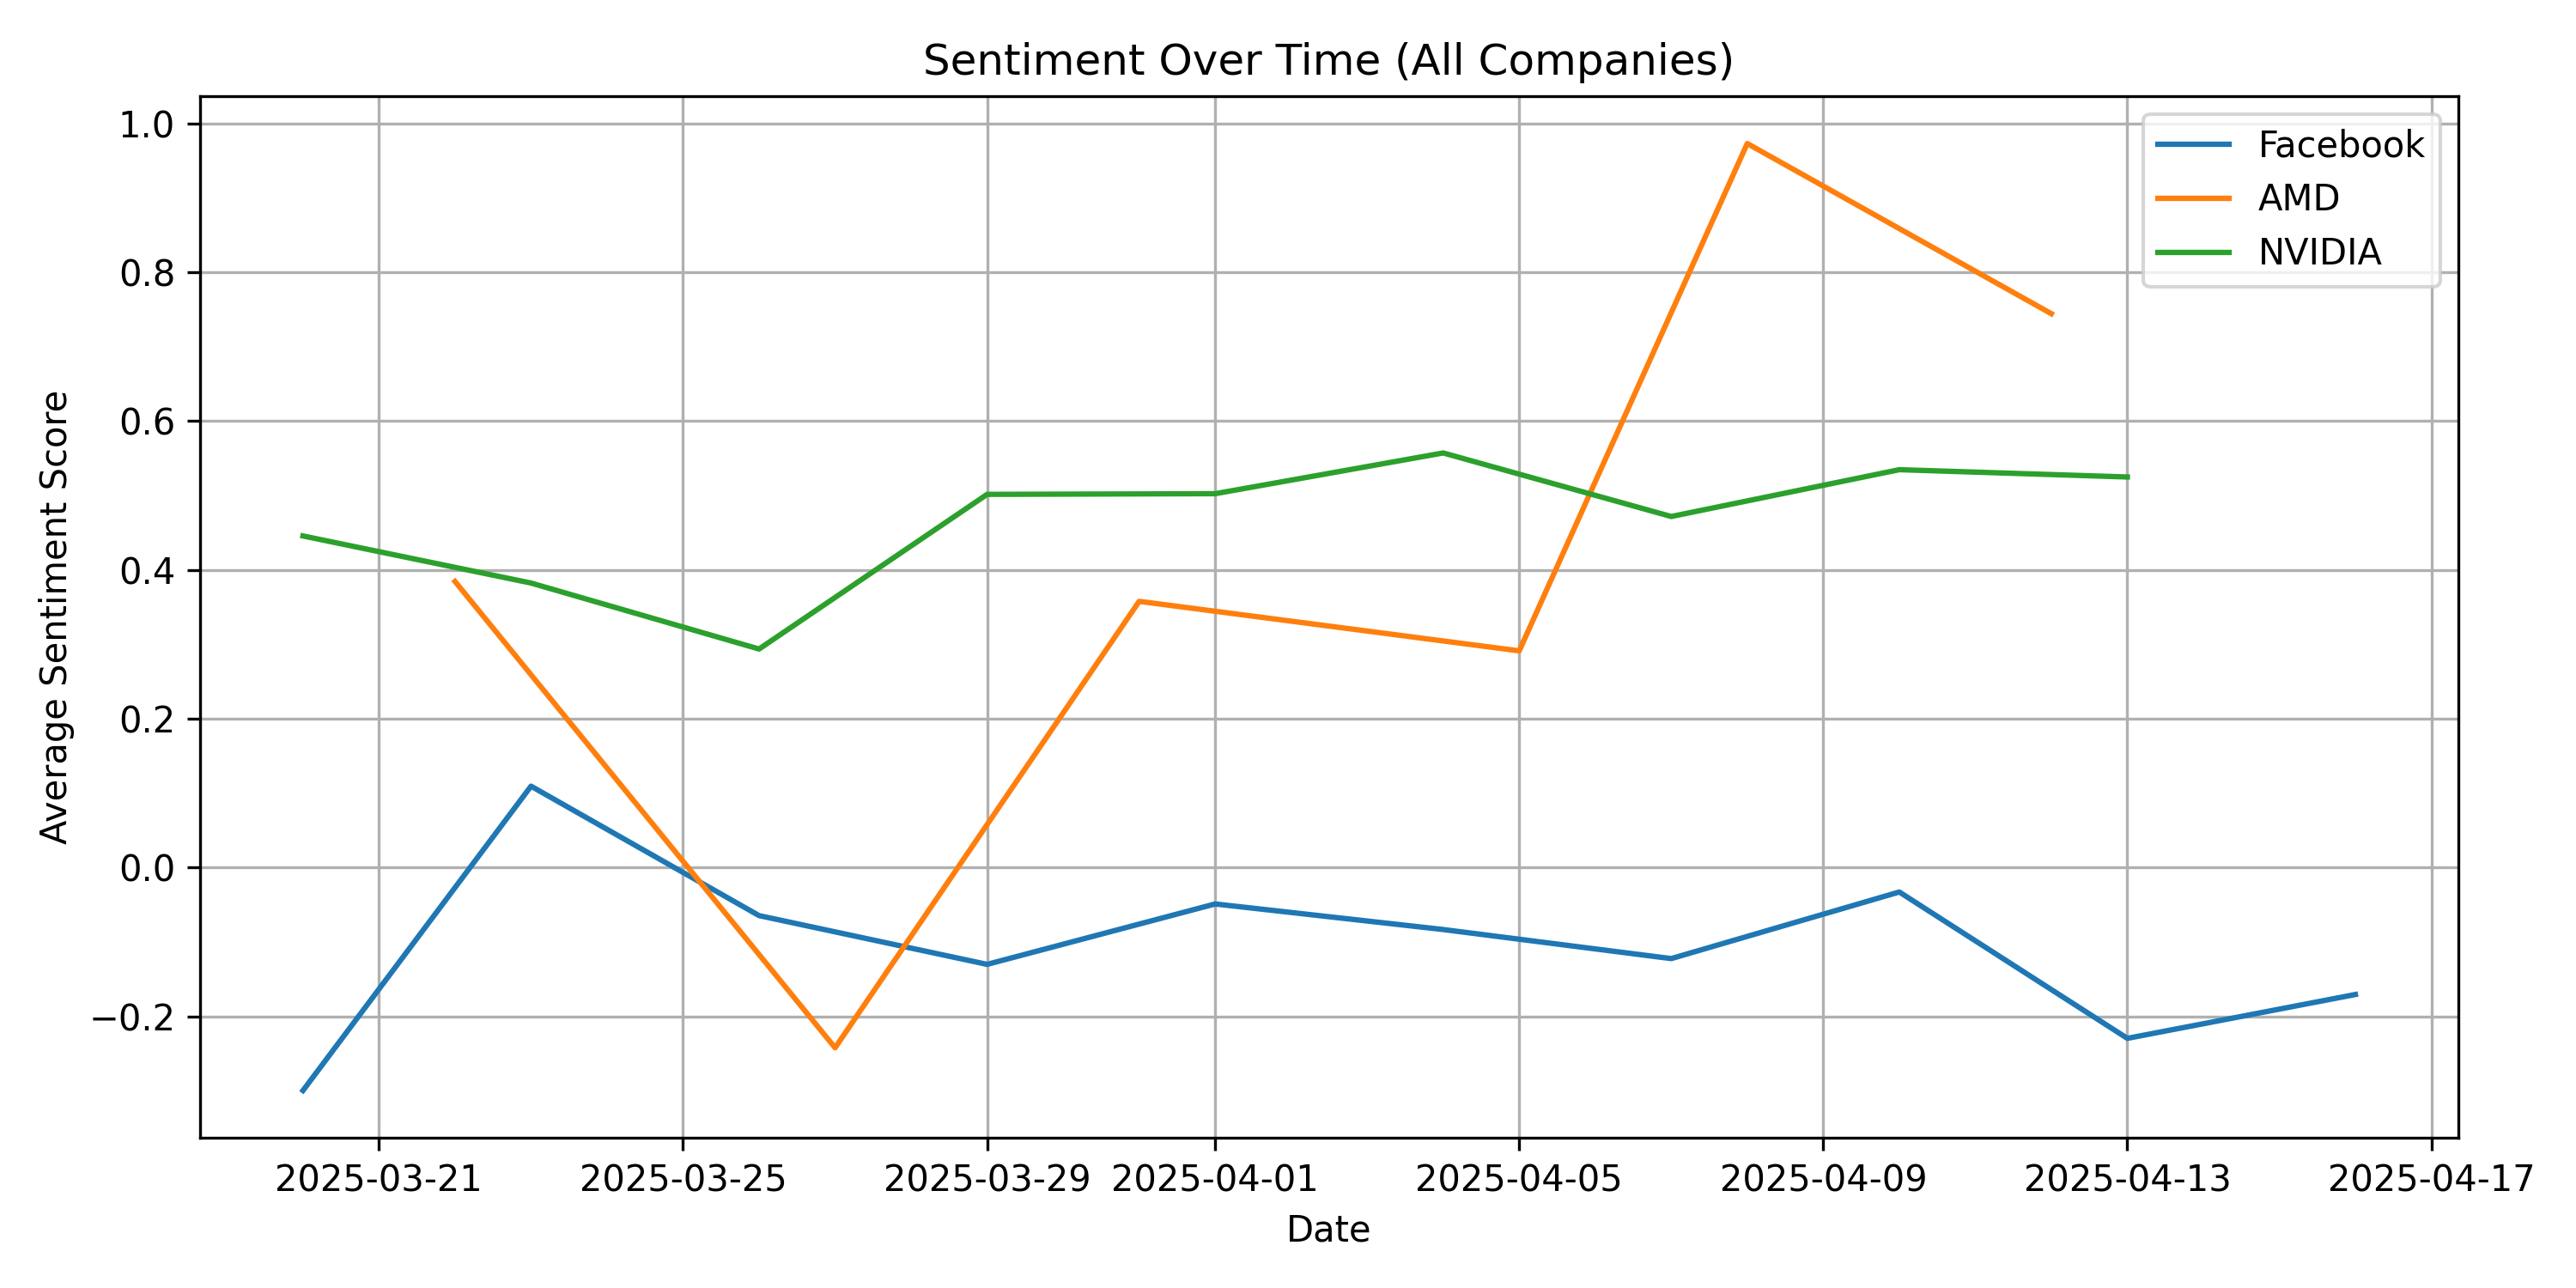 Sentiment Over Time (All Companies)
1.0
0.8
0.6
0.4
0.2
0.0
−0.2
Average Sentiment Score
Facebook
AMD
NVIDIA
2025-03-21 2025-03-25 2025-03-29 2025-04-01 2025-04-05 2025-04-09 2025-04-13 2025-04-17
Date